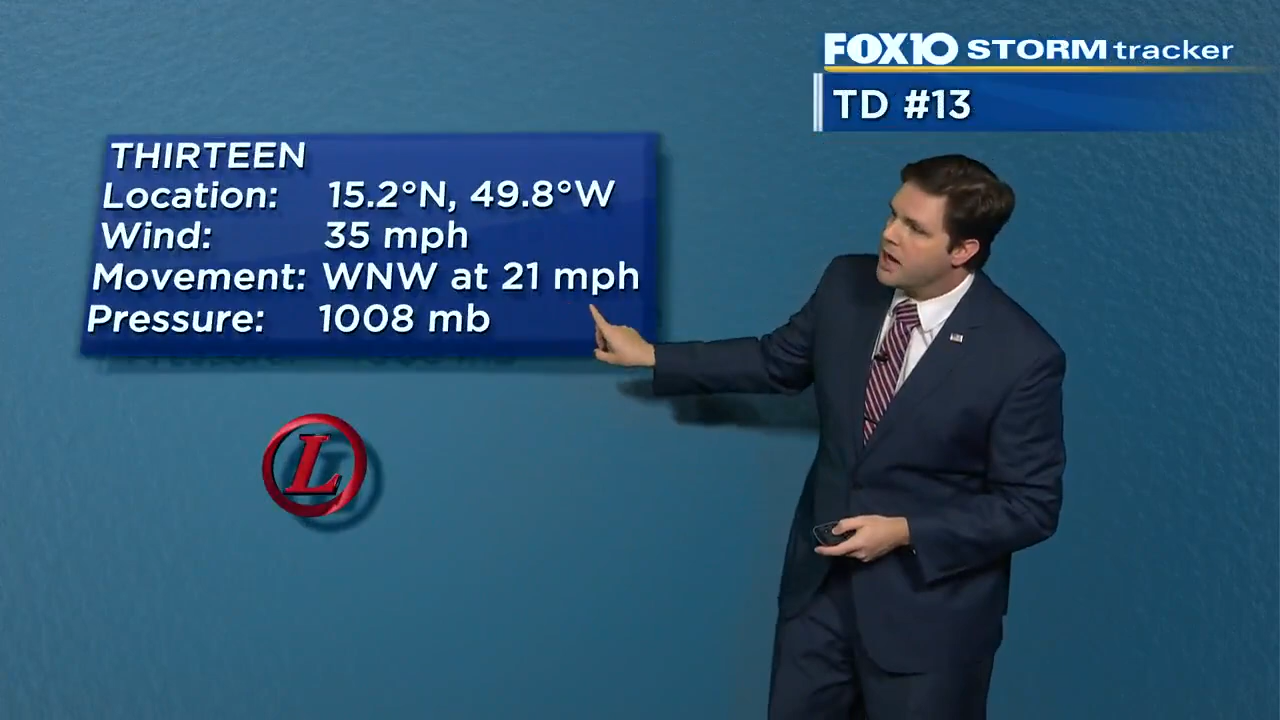 FOX10 STORM tracker
TD #13
THIRTEEN
Location: 15.2°N, 49.8°W
Wind: 35 mph
Movement: WNW at 21 mph
Pressure: 1008 mb
L